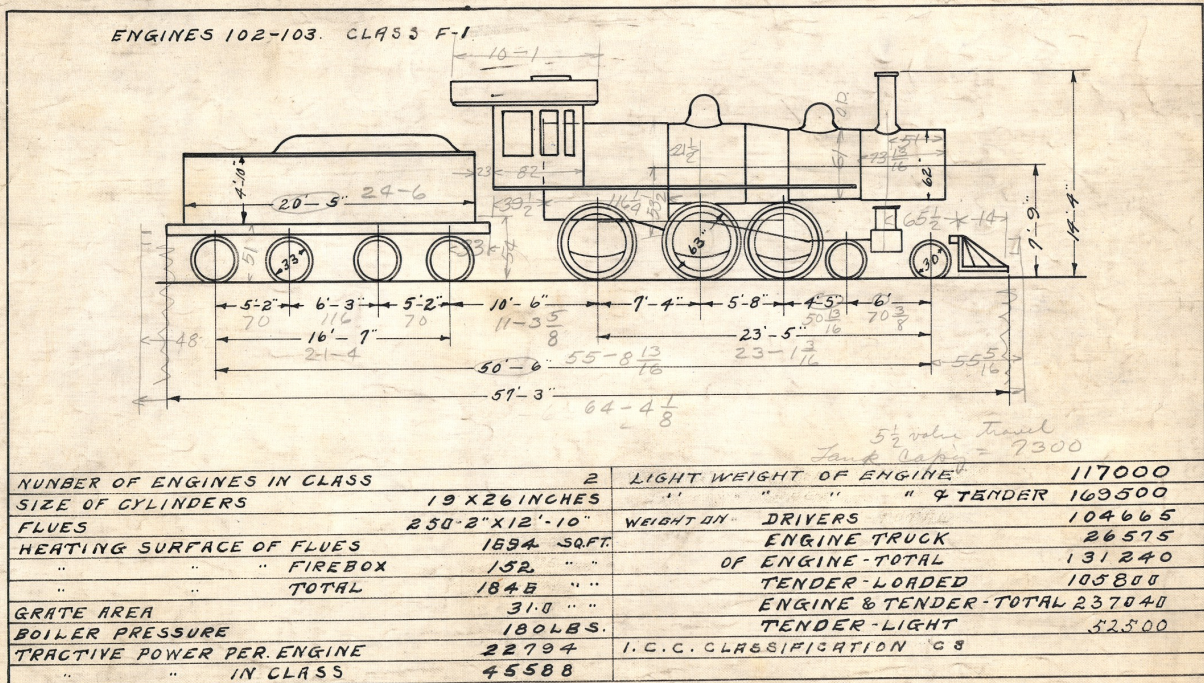 ENGINES 102-103. CLASS F-1
10-1
4'-10"
20'-5" 24-6
23 82
39 1/2
116 1/4
59 1/2
21 1/2
61 O.D.
51
73 13/16
62"
65 1/2 14
7'-9"
14'-4"
51
33"
33 54
63"
30"
5'-2" 6'-3" 5'-2" 10'-6" 7'-4" 5'-8" 4'-5" 6'
70 116 70 11-3 5/8 50 13/16 70 3/8
48 16'-7" 23'-5"
21-4 23-1 3/16
50'-6" 55-8 13/16 55 5/16
57'-3"
64-4 1/8
5 1/2 valve travel
Tank Cap'y = 7300
NUNBER OF ENGINES IN CLASS 2
SIZE OF CYLINDERS 19 X 26 INCHES
FLUES 250-2" X 12'-10"
HEATING SURFACE OF FLUES 1694 SQ.FT.
" " " FIREBOX 152 " "
" " TOTAL 1846 " "
GRATE AREA 31.0 " "
BOILER PRESSURE 180 LBS.
TRACTIVE POWER PER. ENGINE 22794
" " IN CLASS 45588
LIGHT WEIGHT OF ENGINE 117000
" " " " & TENDER 169500
WEIGHT ON DRIVERS 104665
ENGINE TRUCK 26575
OF ENGINE-TOTAL 131240
TENDER-LOADED 105800
ENGINE & TENDER-TOTAL 237040
TENDER-LIGHT 52500
I.C.C. CLASSIFICATION C8